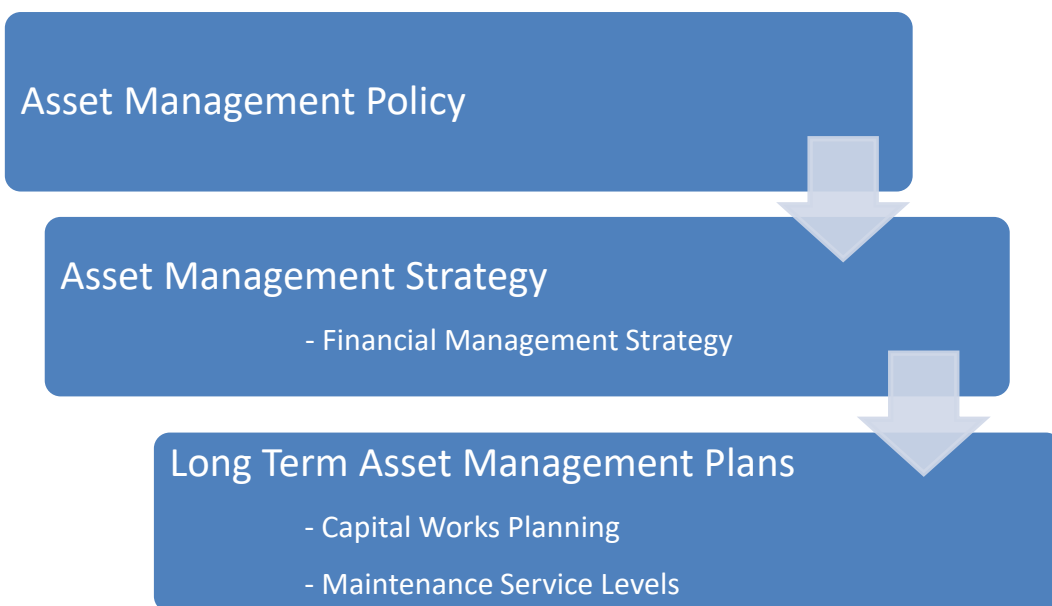 Asset Management Policy
Asset Management Strategy
- Financial Management Strategy
Long Term Asset Management Plans
- Capital Works Planning
- Maintenance Service Levels